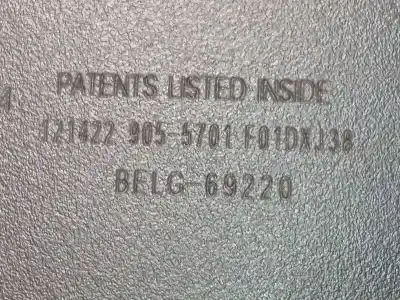 PATENTS LISTED INSIDE
121422 905-5701 F01DXJ38
BFLG-69220